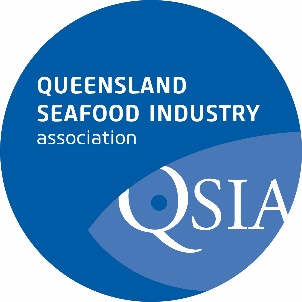 QUEENSLAND
SEAFOOD INDUSTRY
association
QSIA